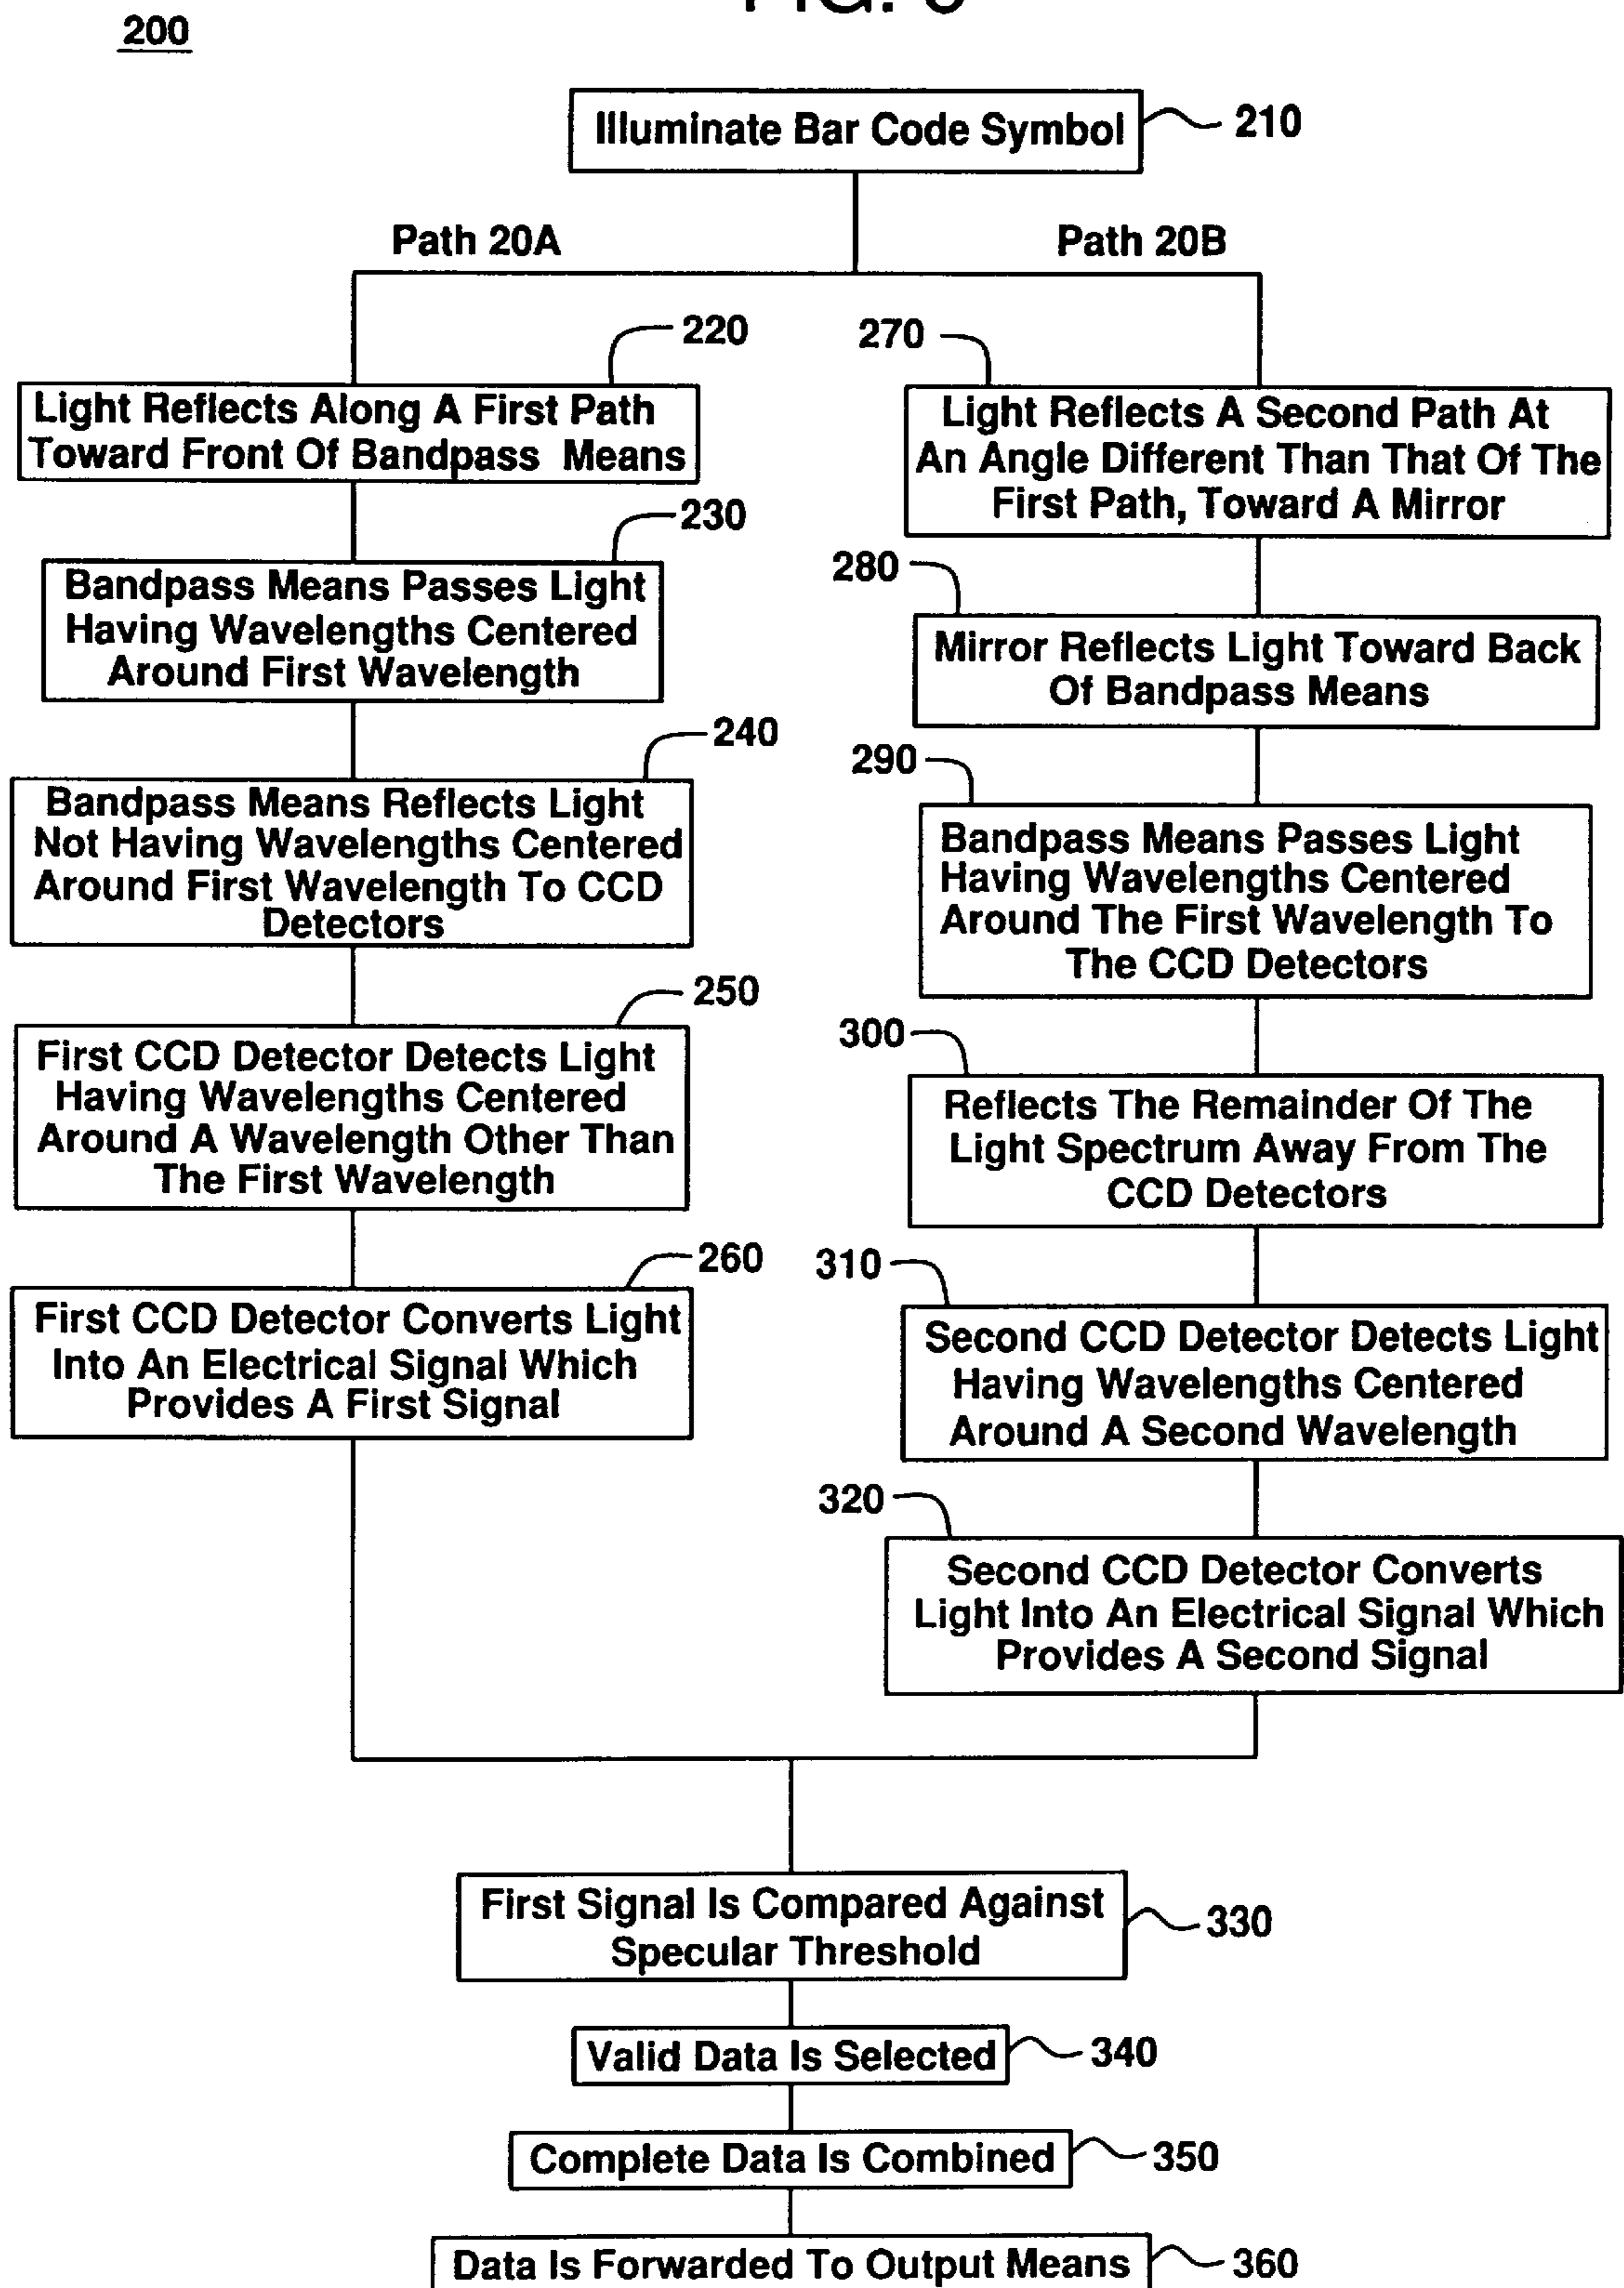 200
Illuminate Bar Code Symbol
210
Path 20A
Path 20B
220
Light Reflects Along A First Path
Toward Front Of Bandpass Means
230
Bandpass Means Passes Light
Having Wavelengths Centered
Around First Wavelength
240
Bandpass Means Reflects Light
Not Having Wavelengths Centered
Around First Wavelength To CCD
Detectors
250
First CCD Detector Detects Light
Having Wavelengths Centered
Around A Wavelength Other Than
The First Wavelength
260
First CCD Detector Converts Light
Into An Electrical Signal Which
Provides A First Signal
270
Light Reflects A Second Path At
An Angle Different Than That Of The
First Path, Toward A Mirror
280
Mirror Reflects Light Toward Back
Of Bandpass Means
290
Bandpass Means Passes Light
Having Wavelengths Centered
Around The First Wavelength To
The CCD Detectors
300
Reflects The Remainder Of The
Light Spectrum Away From The
CCD Detectors
310
Second CCD Detector Detects Light
Having Wavelengths Centered
Around A Second Wavelength
320
Second CCD Detector Converts
Light Into An Electrical Signal Which
Provides A Second Signal
First Signal Is Compared Against
Specular Threshold
330
Valid Data Is Selected
340
Complete Data Is Combined
350
Data Is Forwarded To Output Means
360